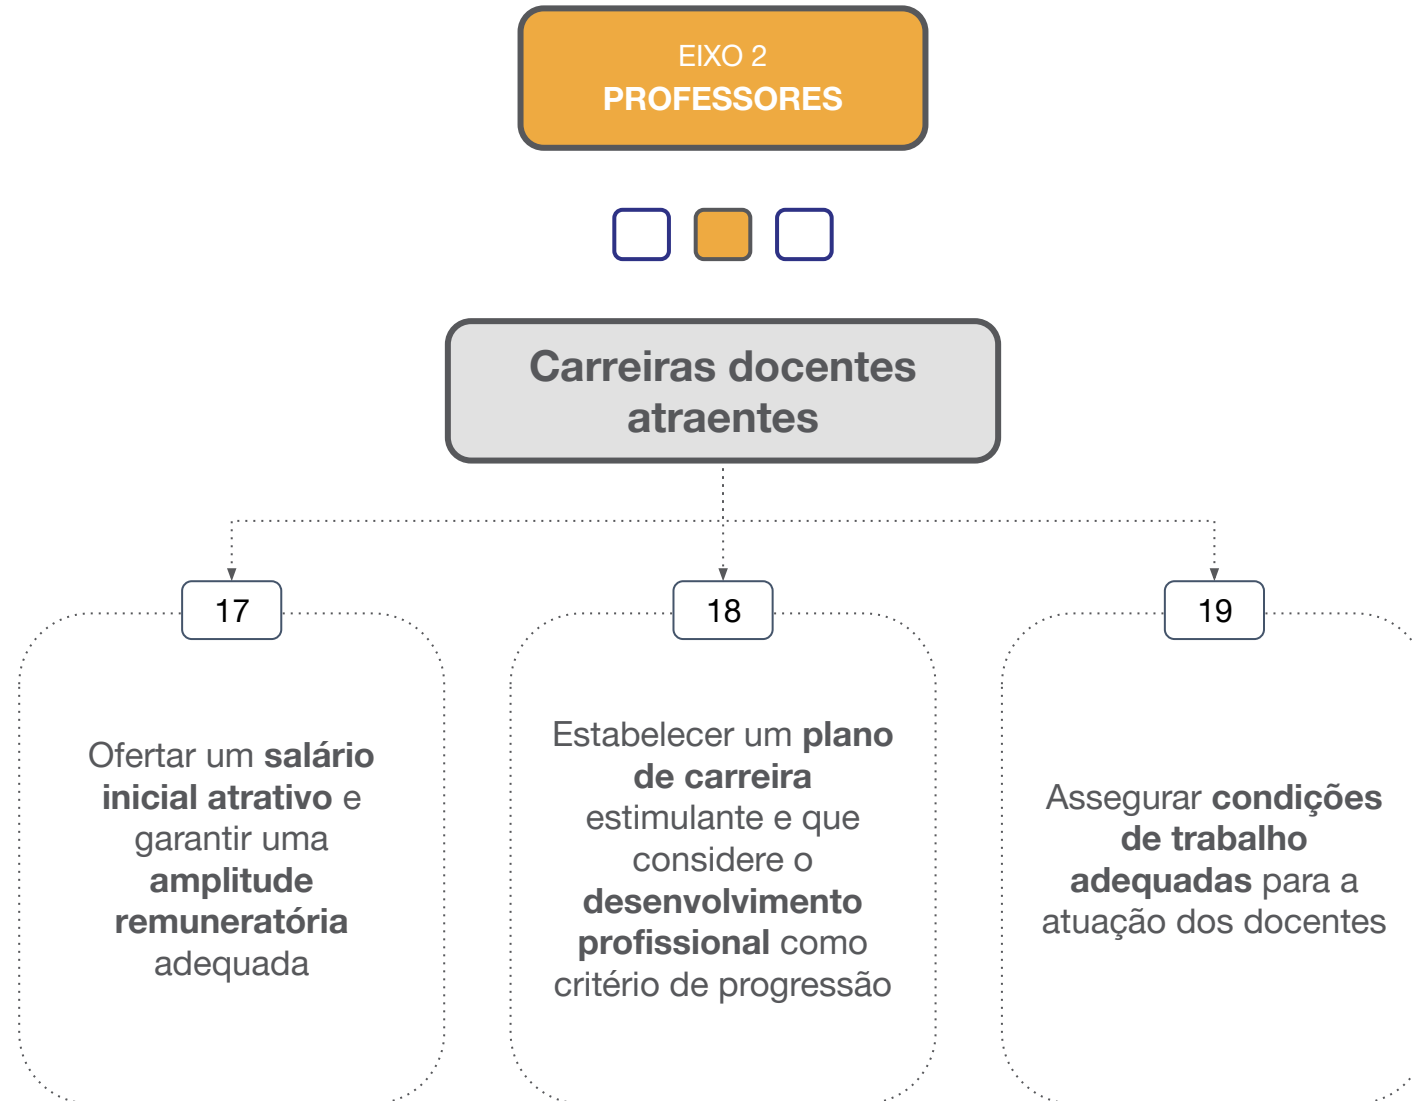 EIXO 2
PROFESSORES
Carreiras docentes
atraentes
17
Ofertar um salário
inicial atrativo e
garantir uma
amplitude
remuneratória
adequada
18
Estabelecer um plano
de carreira
estimulante e que
considere o
desenvolvimento
profissional como
critério de progressão
19
Assegurar condições
de trabalho
adequadas para a
atuação dos docentes